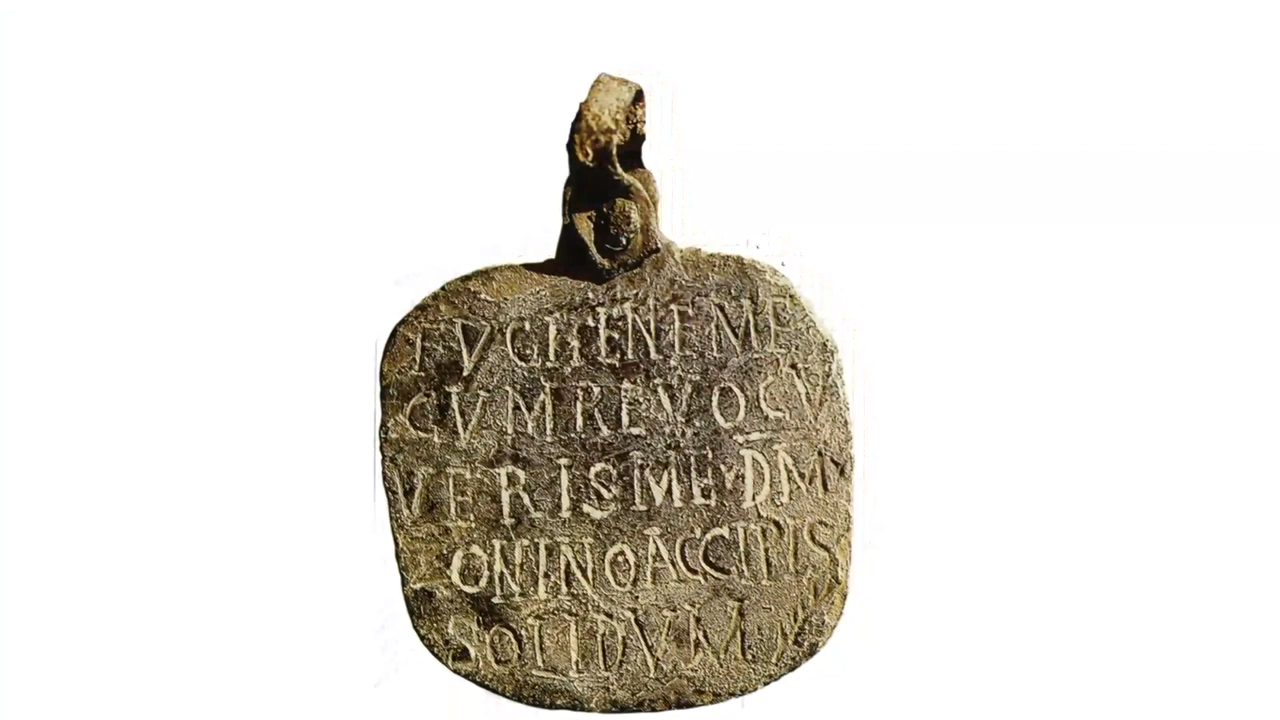 FVGITENEME
CVMREVOCV
VERISMEDM
ZONINOACCIPIS
SOLIDVM